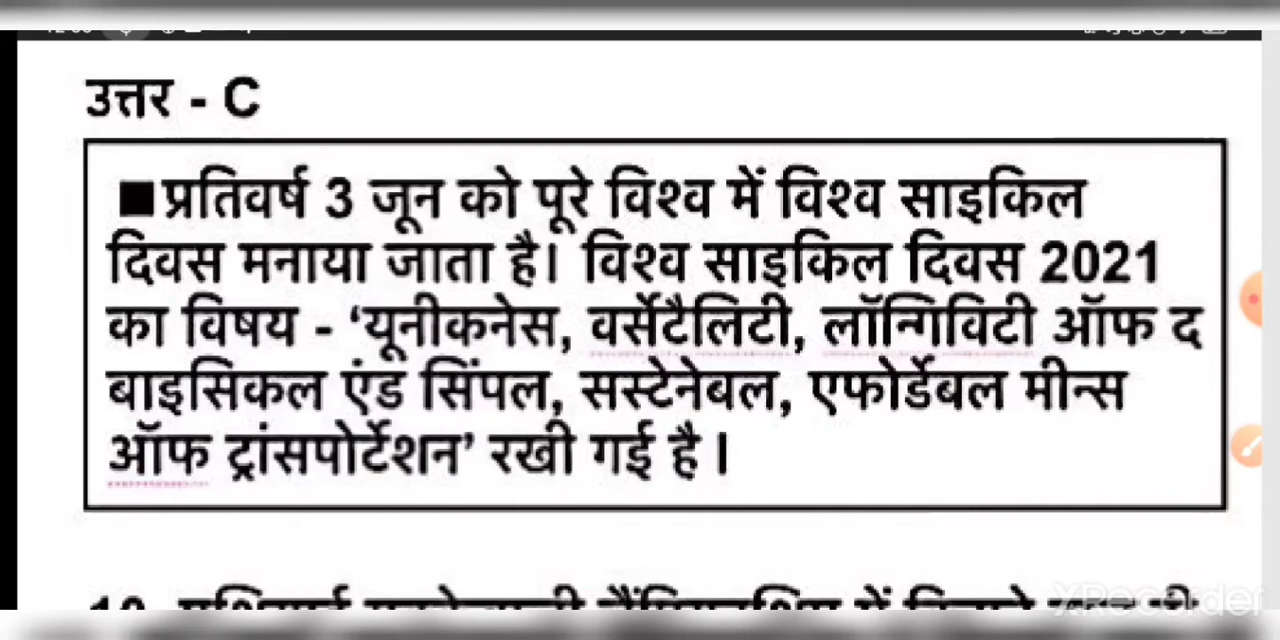 उत्तर - C
■प्रतिवर्ष 3 जून को पूरे विश्व में विश्व साइकिल
दिवस मनाया जाता है। विश्व साइकिल दिवस 2021
का विषय - ‘यूनीकनेस, वर्सेटैलिटी, लॉन्गिविटी ऑफ द
बाइसिकल एंड सिंपल, सस्टेनेबल, एफोर्डेबल मीन्स
ऑफ ट्रांसपोर्टेशन’ रखी गई है ।
XRecorder